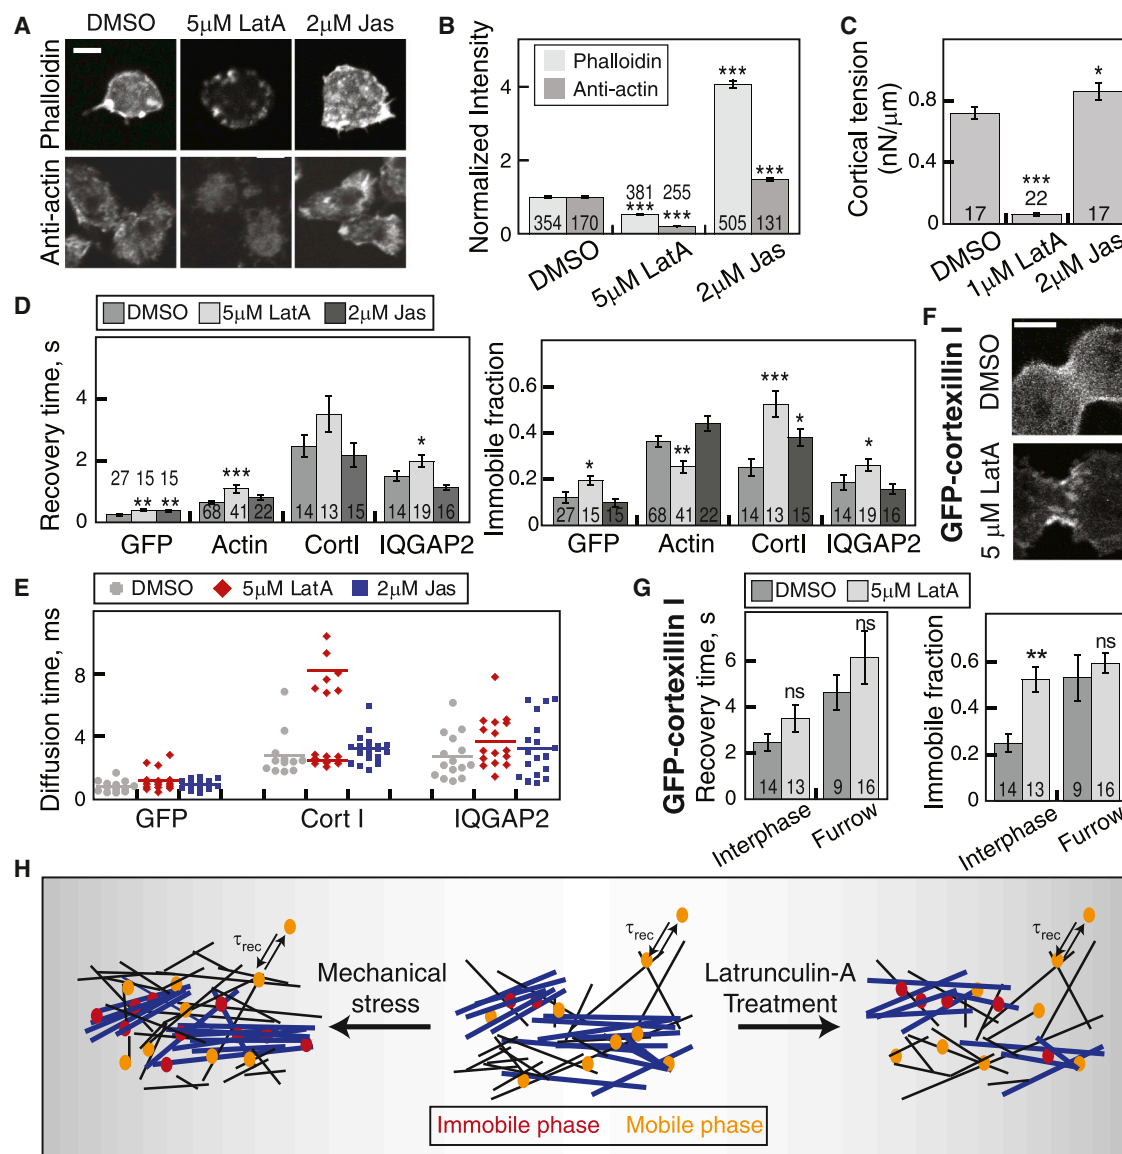 A
DMSO
5μM LatA
2μM Jas
Phalloidin
Anti-actin
B
Normalized Intensity
4
2
0
Phalloidin
Anti-actin
***
***
381 255
***
***
354 170
505 131
DMSO
5μM LatA
2μM Jas
C
Cortical tension
(nN/μm)
0.8
0.4
0
*
***
22
17
17
DMSO
1μM LatA
2μM Jas
D
DMSO
5μM LatA
2μM Jas
Recovery time, s
4
2
0
27 15 15
** **
***
*
68 41 22
14 13 15
14 19 16
GFP
Actin
CortI
IQGAP2
Immobile fraction
0.6
0.4
0.2
0
*
**
***
*
*
27 15 15
68 41 22
14 13 15
14 19 16
GFP
Actin
CortI
IQGAP2
F
GFP-cortexillin I
DMSO
5 μM LatA
E
DMSO
5μM LatA
2μM Jas
Diffusion time, ms
8
4
0
GFP
Cort I
IQGAP2
G
DMSO
5μM LatA
GFP-cortexillin I
Recovery time, s
6
4
2
0
ns
ns
14 13
9 16
Interphase
Furrow
Immobile fraction
0.6
0.4
0.2
0
**
ns
14 13
9 16
Interphase
Furrow
H
τrec
τrec
τrec
Mechanical
stress
Latrunculin-A
Treatment
Immobile phase
Mobile phase